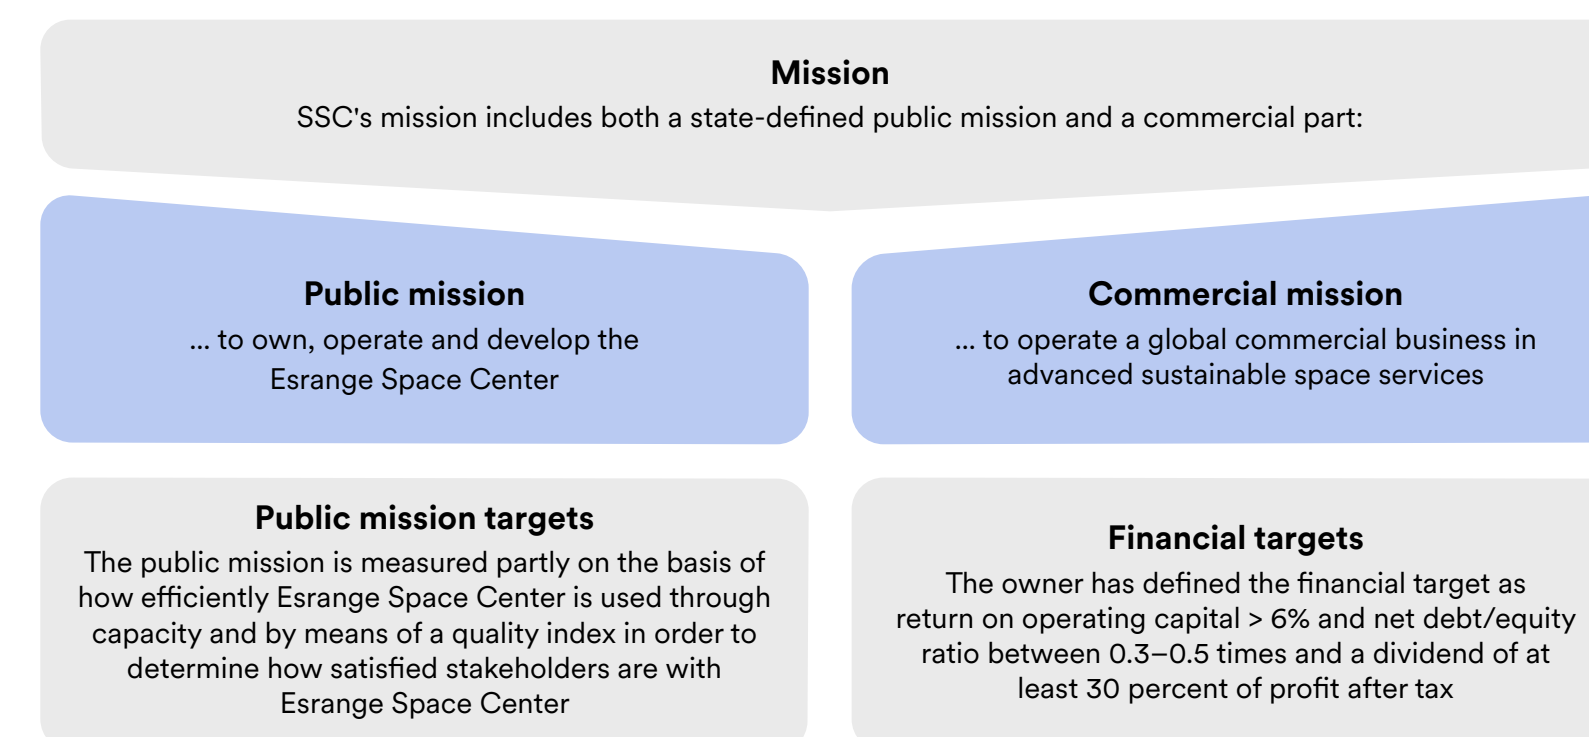 Mission
SSC's mission includes both a state-defined public mission and a commercial part:
Public mission
... to own, operate and develop the
Esrange Space Center
Commercial mission
... to operate a global commercial business in
advanced sustainable space services
Public mission targets
The public mission is measured partly on the basis of
how efficiently Esrange Space Center is used through
capacity and by means of a quality index in order to
determine how satisfied stakeholders are with
Esrange Space Center
Financial targets
The owner has defined the financial target as
return on operating capital > 6% and net debt/equity
ratio between 0.3–0.5 times and a dividend of at
least 30 percent of profit after tax